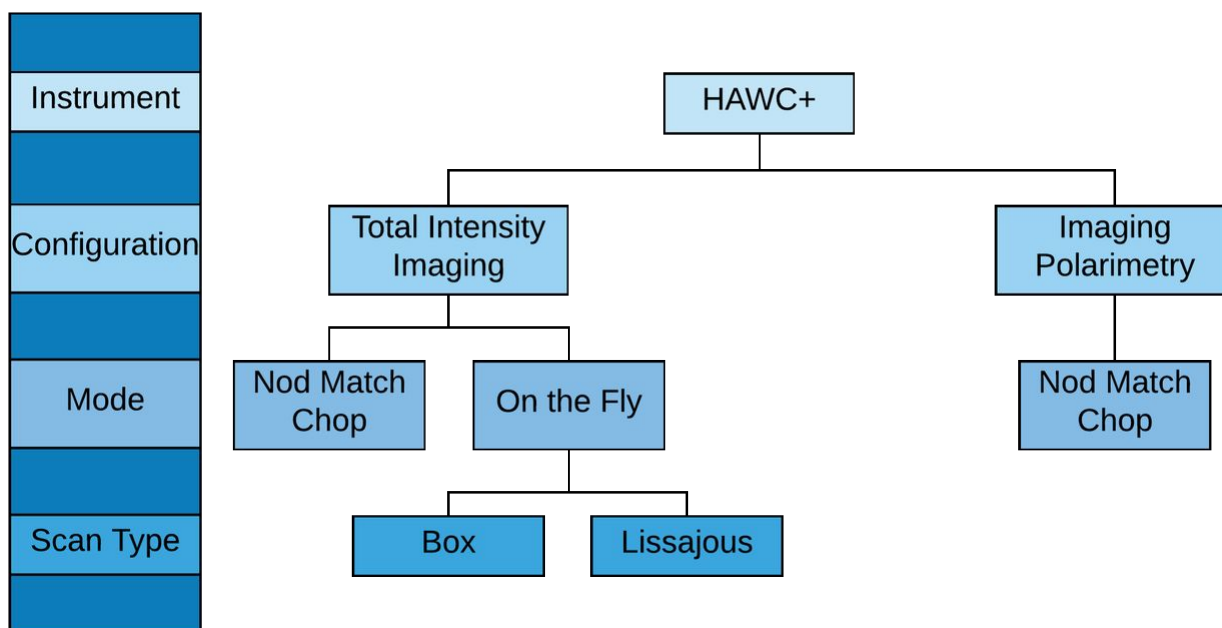 Instrument
HAWC+
Configuration
Total Intensity
Imaging
Imaging
Polarimetry
Mode
Nod Match
Chop
On the Fly
Nod Match
Chop
Scan Type
Box
Lissajous